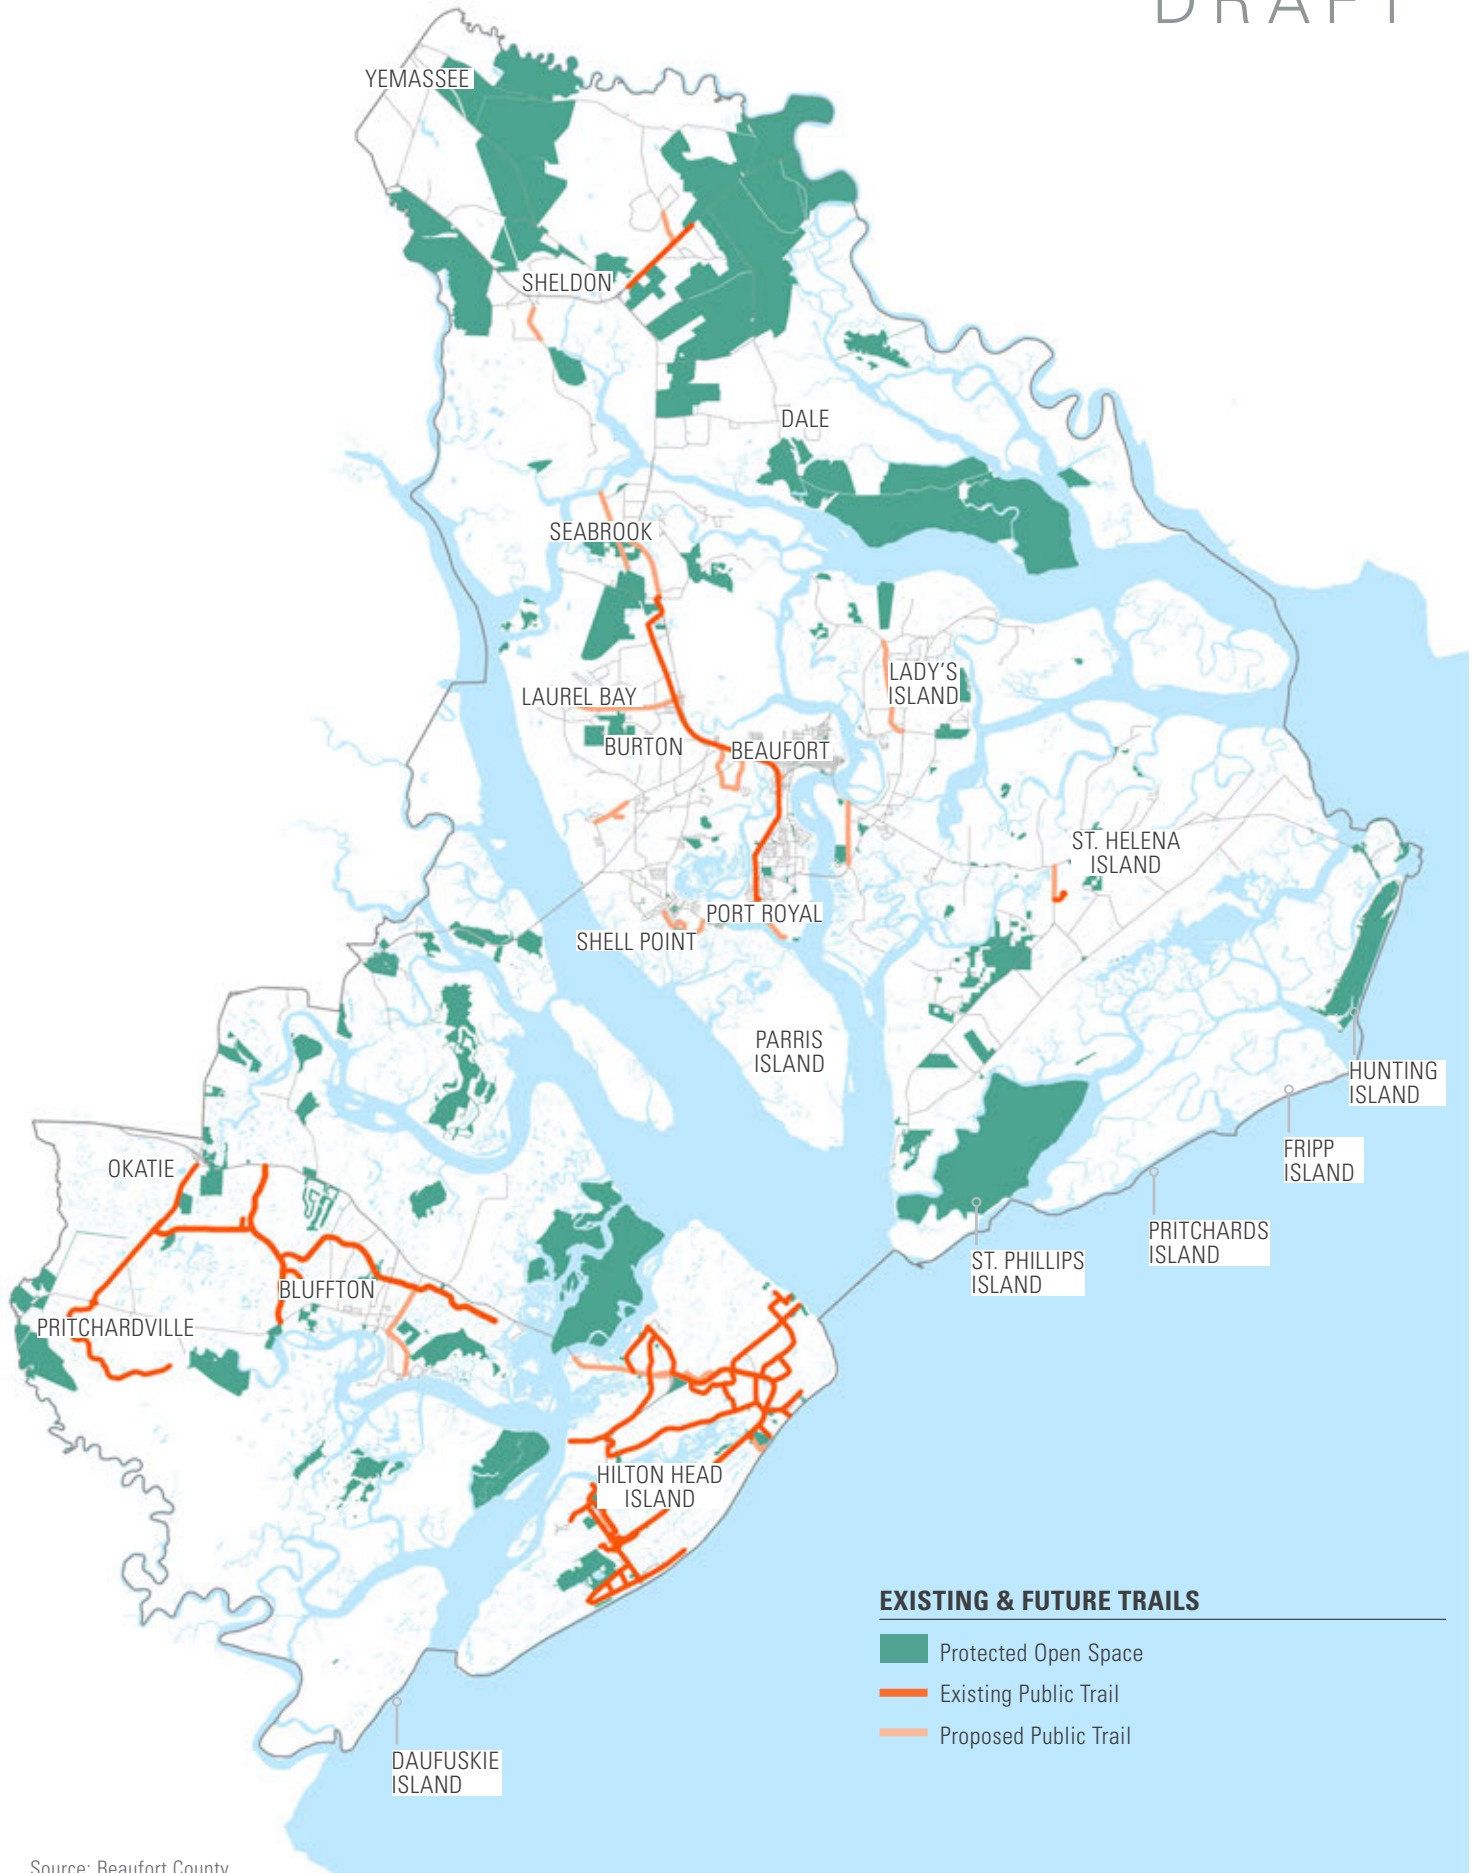 DRAFT
YEMASSEE
SHELDON
DALE
SEABROOK
LADY'S
ISLAND
LAUREL BAY
BURTON
BEAUFORT
ST. HELENA
ISLAND
PORT ROYAL
SHELL POINT
PARRIS
ISLAND
HUNTING
ISLAND
FRIPP
ISLAND
OKATIE
PRITCHARDS
ISLAND
ST. PHILLIPS
ISLAND
BLUFFTON
PRITCHARDVILLE
HILTON HEAD
ISLAND
DAUFUSKIE
ISLAND
EXISTING & FUTURE TRAILS
Protected Open Space
Existing Public Trail
Proposed Public Trail
Source: Beaufort County